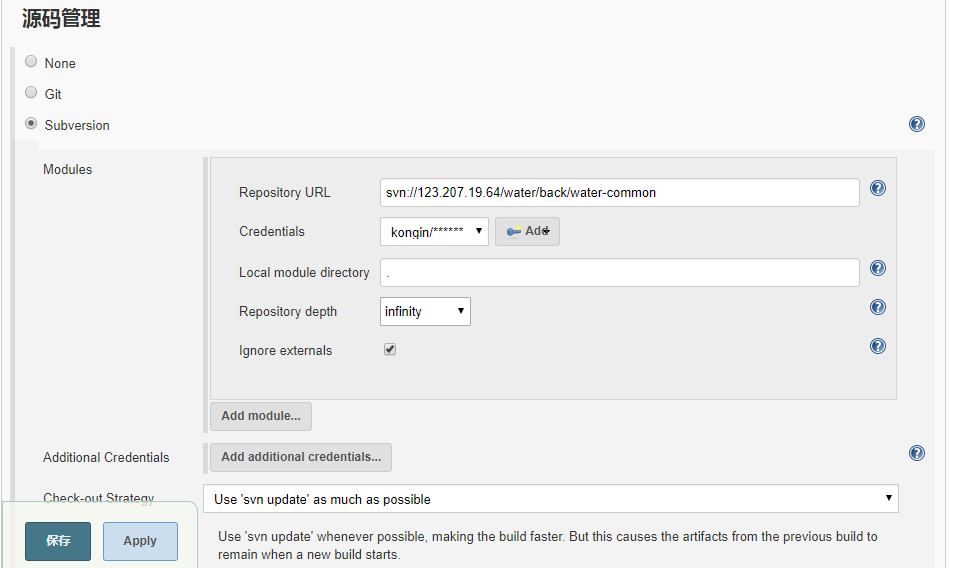 源码管理
None
Git
Subversion
Modules
Repository URL svn://123.207.19.64/water/back/water-common
Credentials kongin/****** Add
Local module directory .
Repository depth infinity
Ignore externals
Add module...
Additional Credentials Add additional credentials...
Check-out Strategy Use 'svn update' as much as possible
保存 Apply
Use 'svn update' whenever possible, making the build faster. But this causes the artifacts from the previous build to
remain when a new build starts.